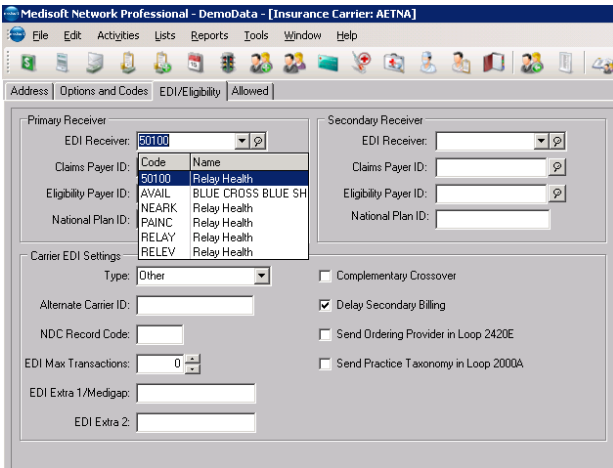 Medisoft Network Professional - DemoData - [Insurance Carrier: AETNA]
File Edit Activities Lists Reports Tools Window Help
Address Options and Codes EDI/Eligibility Allowed
Primary Receiver Secondary Receiver
EDI Receiver: 50100 EDI Receiver:
Claims Payer ID: Code Name Claims Payer ID:
50100 Relay Health
Eligibility Payer ID: AVAIL BLUE CROSS BLUE SH Eligibility Payer ID:
NEARK Relay Health
National Plan ID: PAINC Relay Health National Plan ID:
RELAY Relay Health
RELEV Relay Health
Carrier EDI Settings
Type: Other Complementary Crossover
Alternate Carrier ID: Delay Secondary Billing
NDC Record Code: Send Ordering Provider in Loop 2420E
EDI Max Transactions: 0 Send Practice Taxonomy in Loop 2000A
EDI Extra 1/Medigap:
EDI Extra 2: